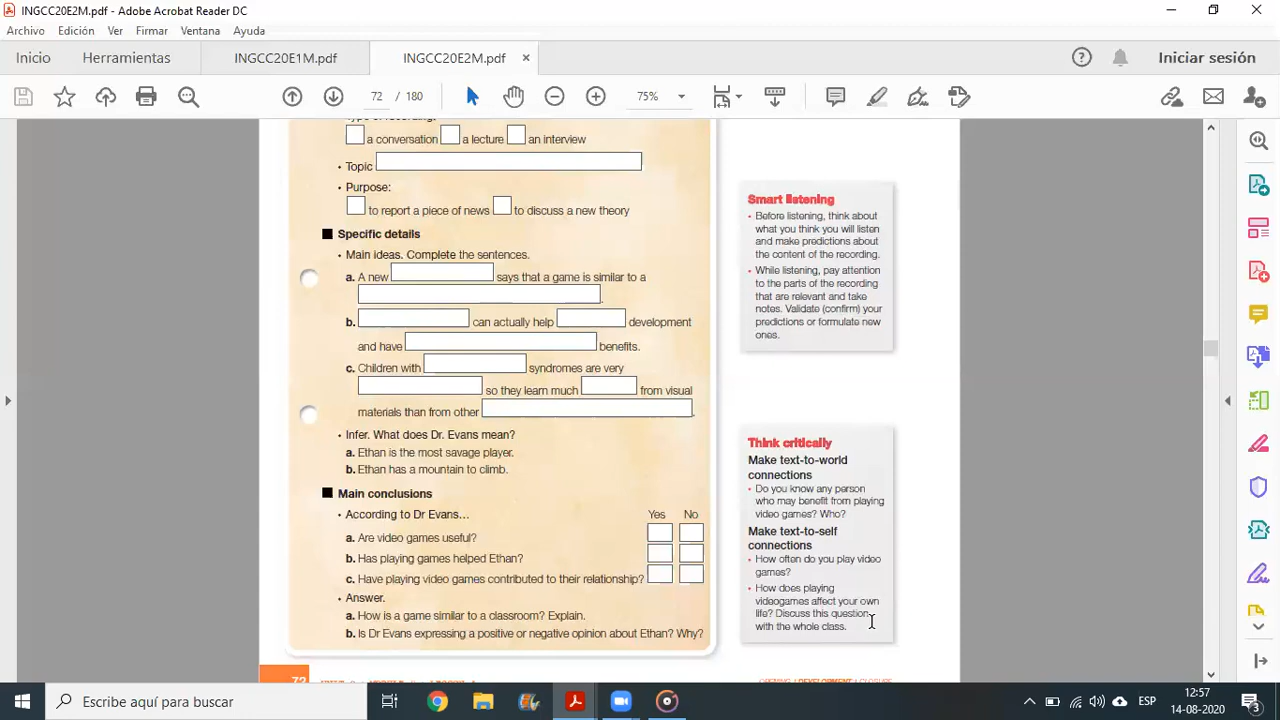 INGCC20E2M.pdf - Adobe Acrobat Reader DC
Archivo Edición Ver Firmar Ventana Ayuda
Inicio Herramientas INGCC20E1M.pdf INGCC20E2M.pdf × Iniciar sesión
72 / 180 75%
Type of recording:
a conversation a lecture an interview
• Topic
• Purpose:
to report a piece of news to discuss a new theory
■ Specific details
• Main ideas. Complete the sentences.
a. A new says that a game is similar to a
.
b. can actually help development
and have benefits.
c. Children with syndromes are very
so they learn much from visual
materials than from other .
• Infer. What does Dr. Evans mean?
a. Ethan is the most savage player.
b. Ethan has a mountain to climb.
■ Main conclusions
• According to Dr Evans… Yes No
a. Are video games useful?
b. Has playing games helped Ethan?
c. Have playing video games contributed to their relationship?
• Answer.
a. How is a game similar to a classroom? Explain.
b. Is Dr Evans expressing a positive or negative opinion about Ethan? Why?
72
Smart listening
• Before listening, think about
what you think you will listen
and make predictions about
the content of the recording.
• While listening, pay attention
to the parts of the recording
that are relevant and take
notes. Validate (confirm) your
predictions or formulate new
ones.
Think critically
Make text-to-world
connections
• Do you know any person
who may benefit from playing
video games? Who?
Make text-to-self
connections
• How often do you play video
games?
• How does playing
videogames affect your own
life? Discuss this question
with the whole class.
OPENING / DEVELOPMENT / CLOSURE
Escribe aquí para buscar
ESP
12:57
14-08-2020
3